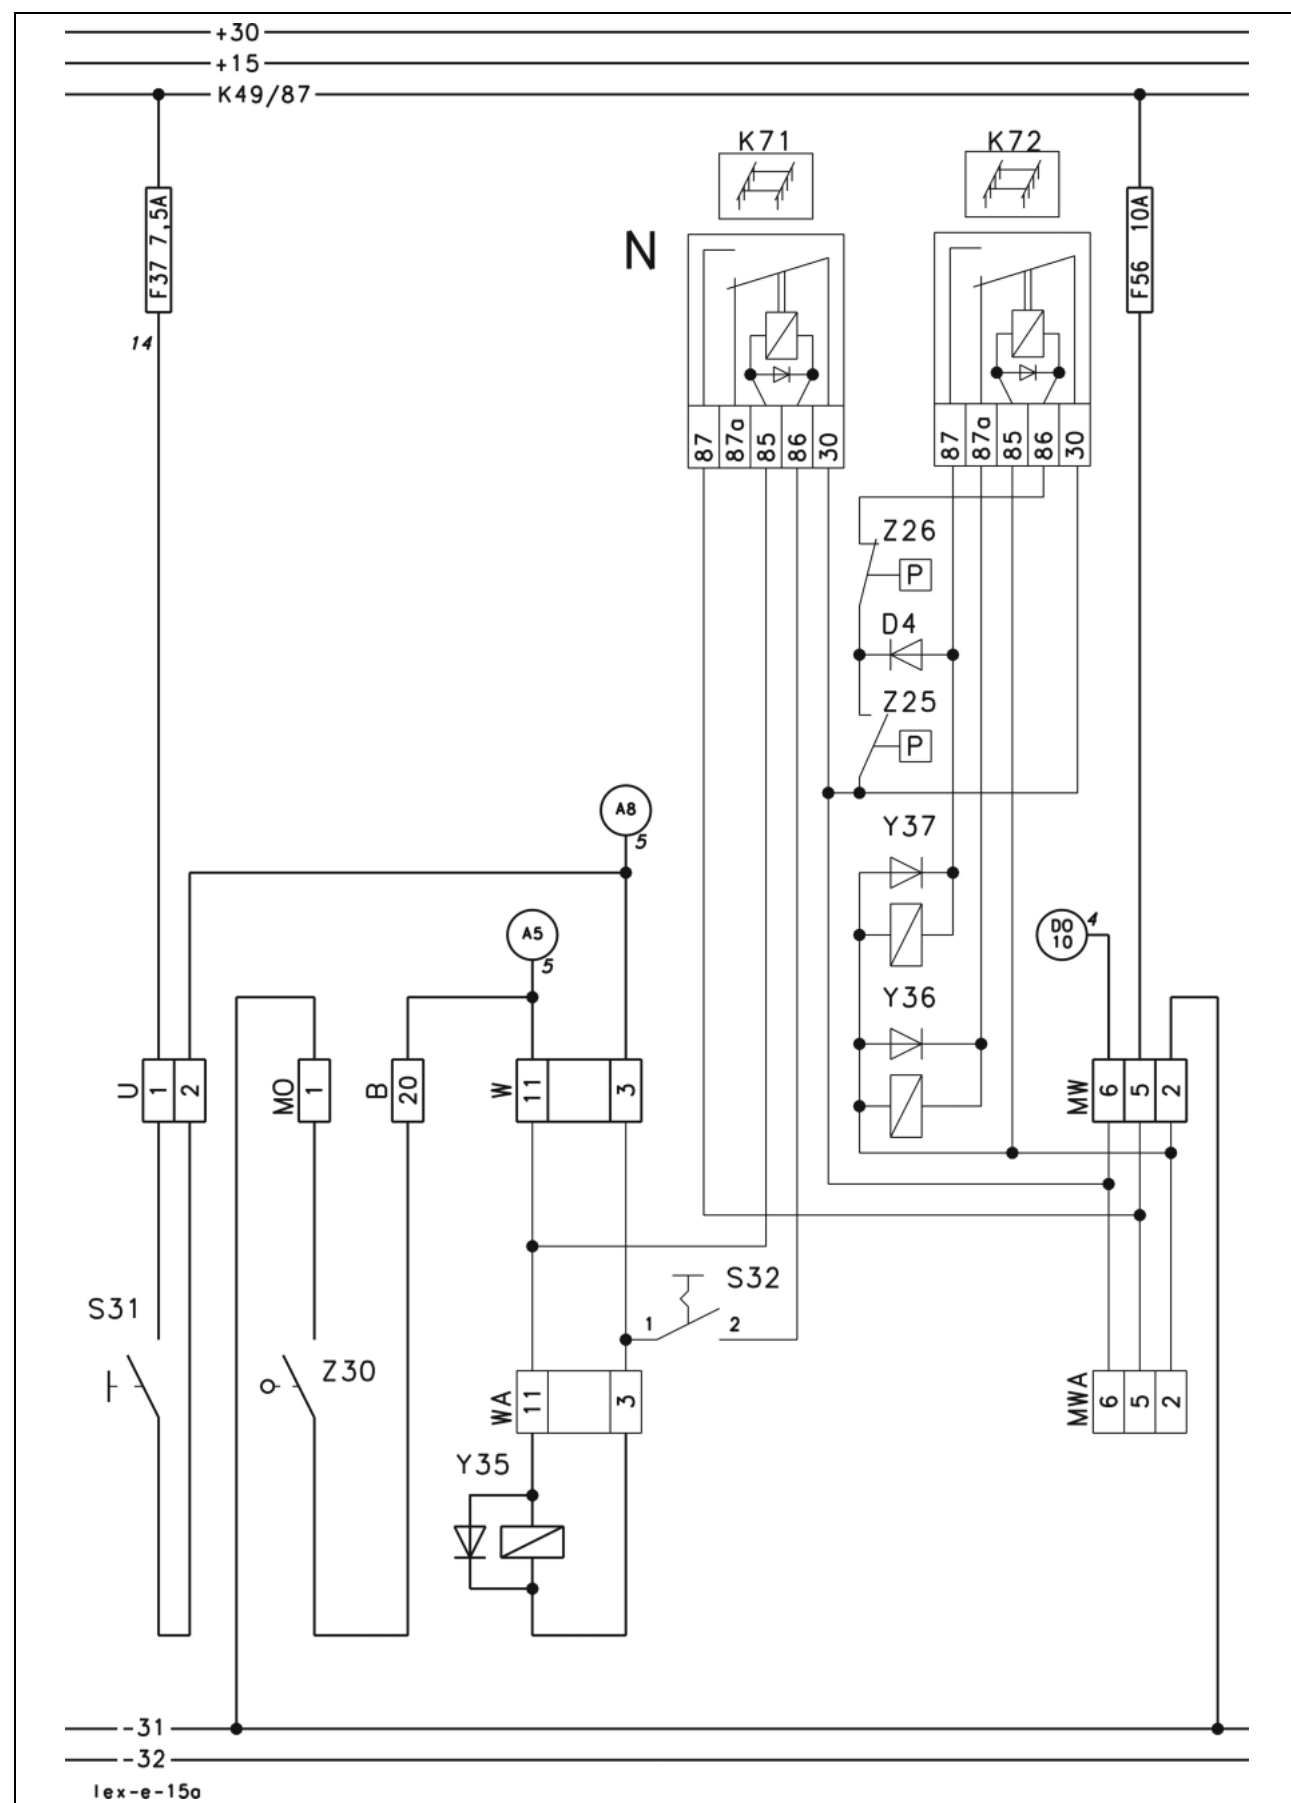 +30
+15
K49/87
K71
K72
N
F37 7,5A
F56 10A
14
87 87a 85 86 30
87 87a 85 86 30
Z26
P
D4
Z25
P
A8
5
Y37
A5
5
DO
10
4
Y36
U 1 2
MO 1
B 20
W 11 3
MW 6 5 2
S32
1 2
S31
Z30
WA 11 3
MWA 6 5 2
Y35
-31
-32
lex-e-15a